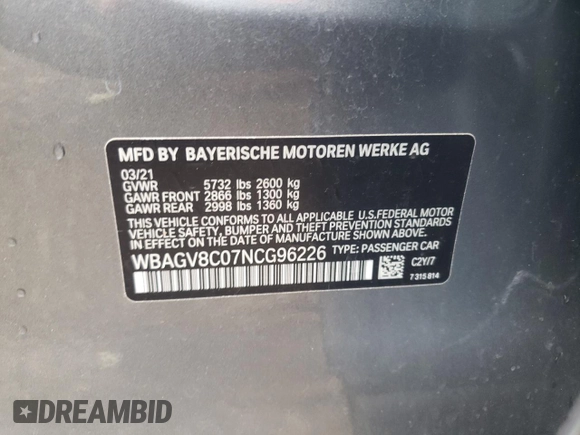 MFD BY BAYERISCHE MOTOREN WERKE AG
03/21
GVWR 5732 lbs 2600 kg
GAWR FRONT 2866 lbs 1300 kg
GAWR REAR 2998 lbs 1360 kg
THIS VEHICLE CONFORMS TO ALL APPLICABLE U.S.FEDERAL MOTOR
VEHICLE SAFETY, BUMPER AND THEFT PREVENTION STANDARDS
IN EFFECT ON THE DATE OF MANUFACTURE SHOWN ABOVE.
WBAGV8C07NCG96226 TYPE: PASSENGER CAR
C2Y/7
7 315 814
DREAMBID